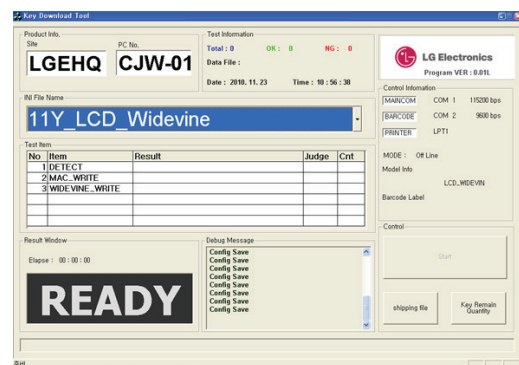 Key Download Tool
Product Info.
Site
PC No.
LGEHQ
CJW-01
Test Information
Total : 0 OK : 0 NG : 0
Data File :
Date : 2010. 11. 23 Time : 10 : 56 : 38
LG Electronics
Program VER : 0.01L
INI File Name
11Y_LCD_Widevine
Control Information
MAINCOM COM 1 115200 bps
BARCODE COM 2 9600 bps
PRINTER LPT1
MODE : Off Line
Model Info
LCD_WIDEVIN
Barcode Label
Test Item
No Item Result Judge Cnt
1 DETECT
2 MAC_WRITE
3 WIDEVINE_WRITE
Result Window
Elapse : 00 : 00 : 00
READY
Debug Message
Config Save
Config Save
Config Save
Config Save
Config Save
Config Save
Config Save
Config Save
Control
Start
shipping file
Key Remain
Quantity
준비